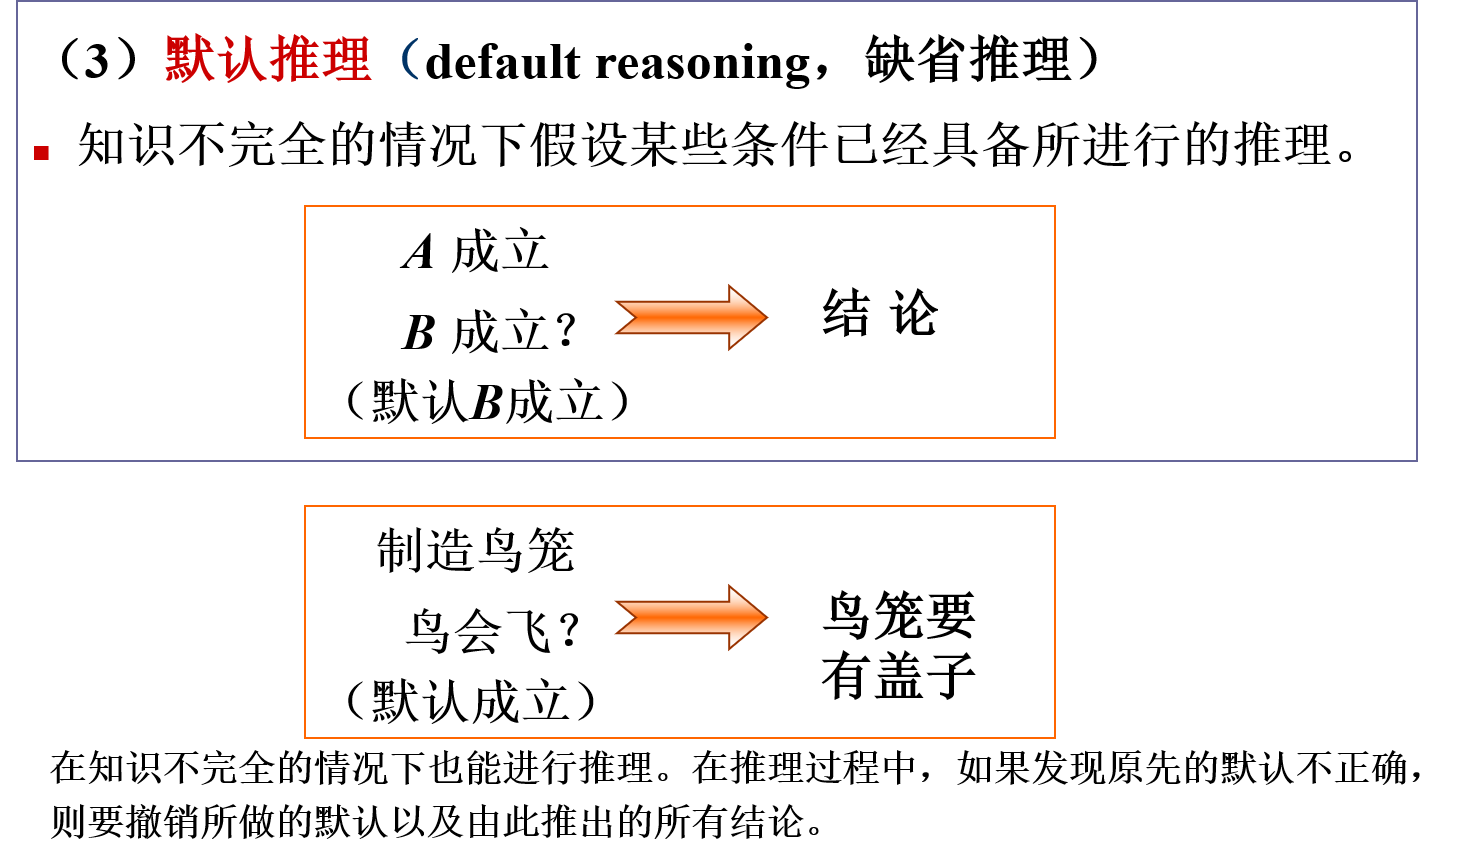 （3）默认推理（default reasoning，缺省推理）
知识不完全的情况下假设某些条件已经具备所进行的推理。
A 成立
B 成立？
（默认B成立）
结 论
制造鸟笼
鸟会飞？
（默认成立）
鸟笼要
有盖子
在知识不完全的情况下也能进行推理。在推理过程中，如果发现原先的默认不正确，
则要撤销所做的默认以及由此推出的所有结论。